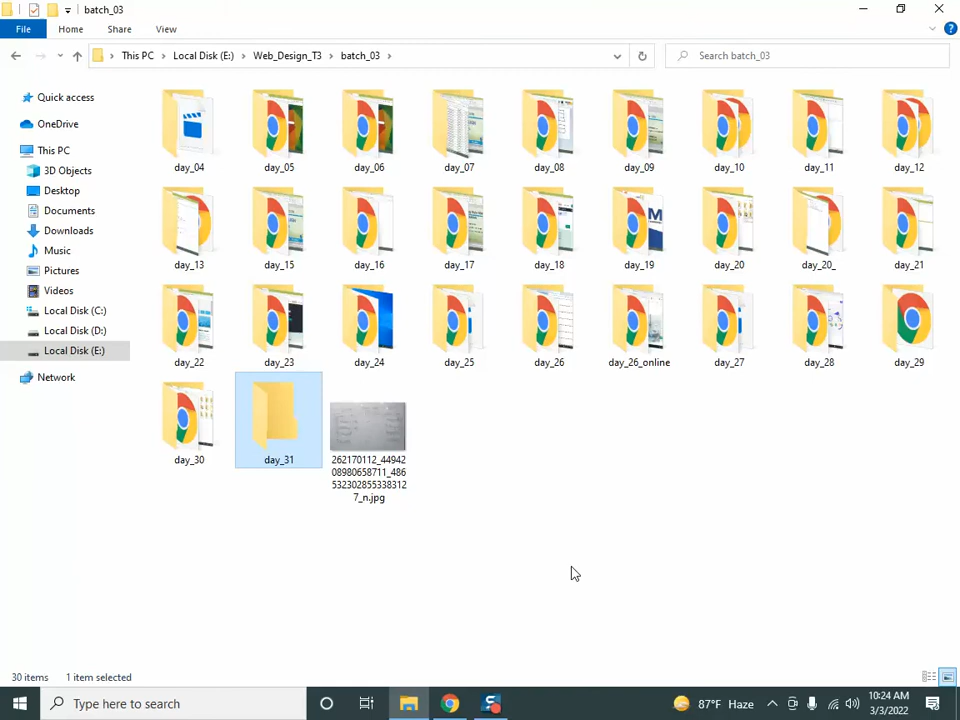 batch_03
File
Home
Share
View
This PC
Local Disk (E:)
Web_Design_T3
batch_03
Search batch_03
Quick access
OneDrive
This PC
3D Objects
Desktop
Documents
Downloads
Music
Pictures
Videos
Local Disk (C:)
Local Disk (D:)
Local Disk (E:)
Network
day_04
day_05
day_06
day_07
day_08
day_09
day_10
day_11
day_12
day_13
day_15
day_16
day_17
day_18
day_19
day_20
day_20_
day_21
day_22
day_23
day_24
day_25
day_26
day_26_online
day_27
day_28
day_29
day_30
day_31
262170112_44942
08980658711_486
532302855338312
7_n.jpg
30 items
1 item selected
Type here to search
87°F Haze
10:24 AM
3/3/2022